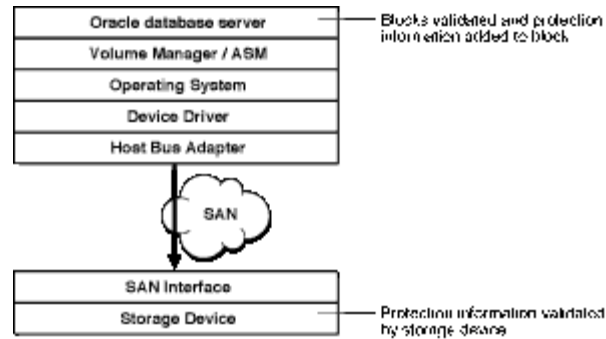 Oracle database server
Blocks validated and protection
information added to block
Volume Manager / ASM
Operating System
Device Driver
Host Bus Adapter
SAN
SAN Interface
Storage Device
Protection information validated
by storage device